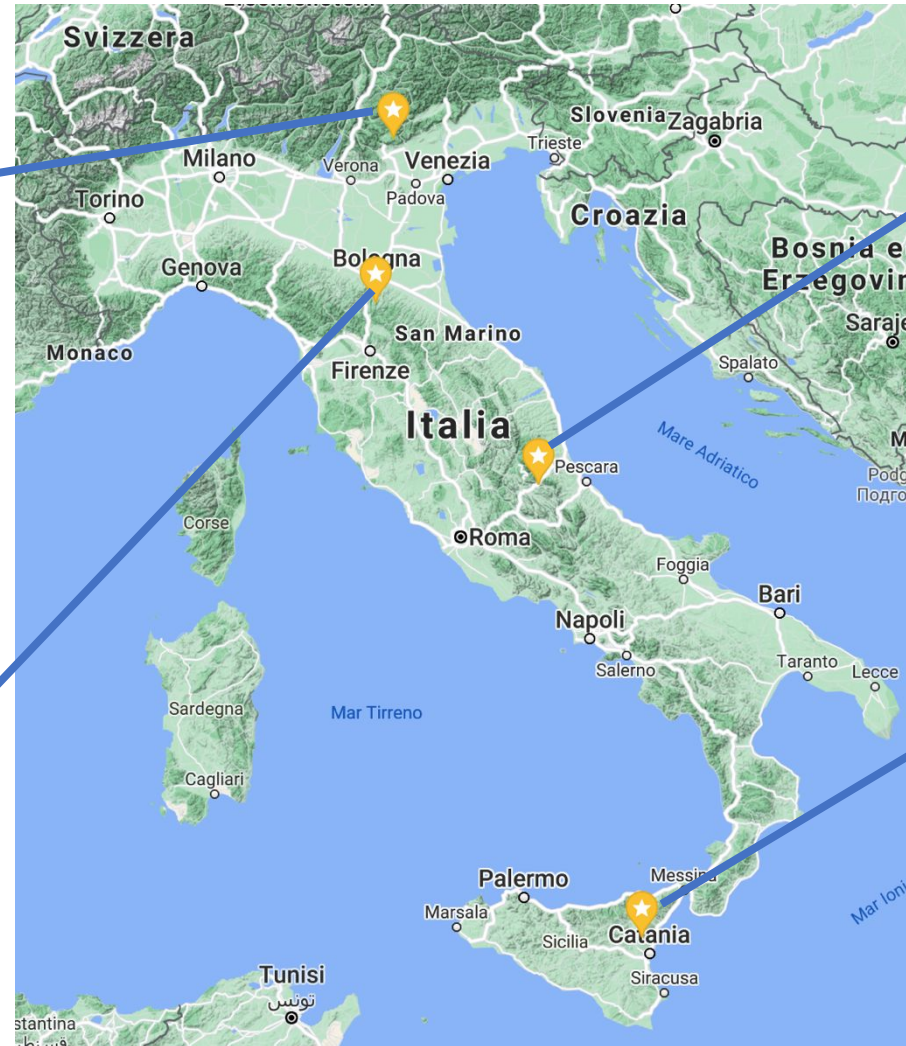 Svizzera
Slovenia
Zagabria
Trieste
Milano
Verona
Venezia
Padova
Torino
Croazia
Bosnia e
Erzegovin
Genova
Bologna
San Marino
Monaco
Firenze
Saraje
Spalato
Italia
Mare Adriatico
Pescara
M
Podg
Подго
Corse
Roma
Foggia
Bari
Napoli
Salerno
Taranto
Lecce
Sardegna
Mar Tirreno
Cagliari
Palermo
Messina
Marsala
Mar Ioni
Sicilia
Catania
Siracusa
Tunisi
تونس
stantina